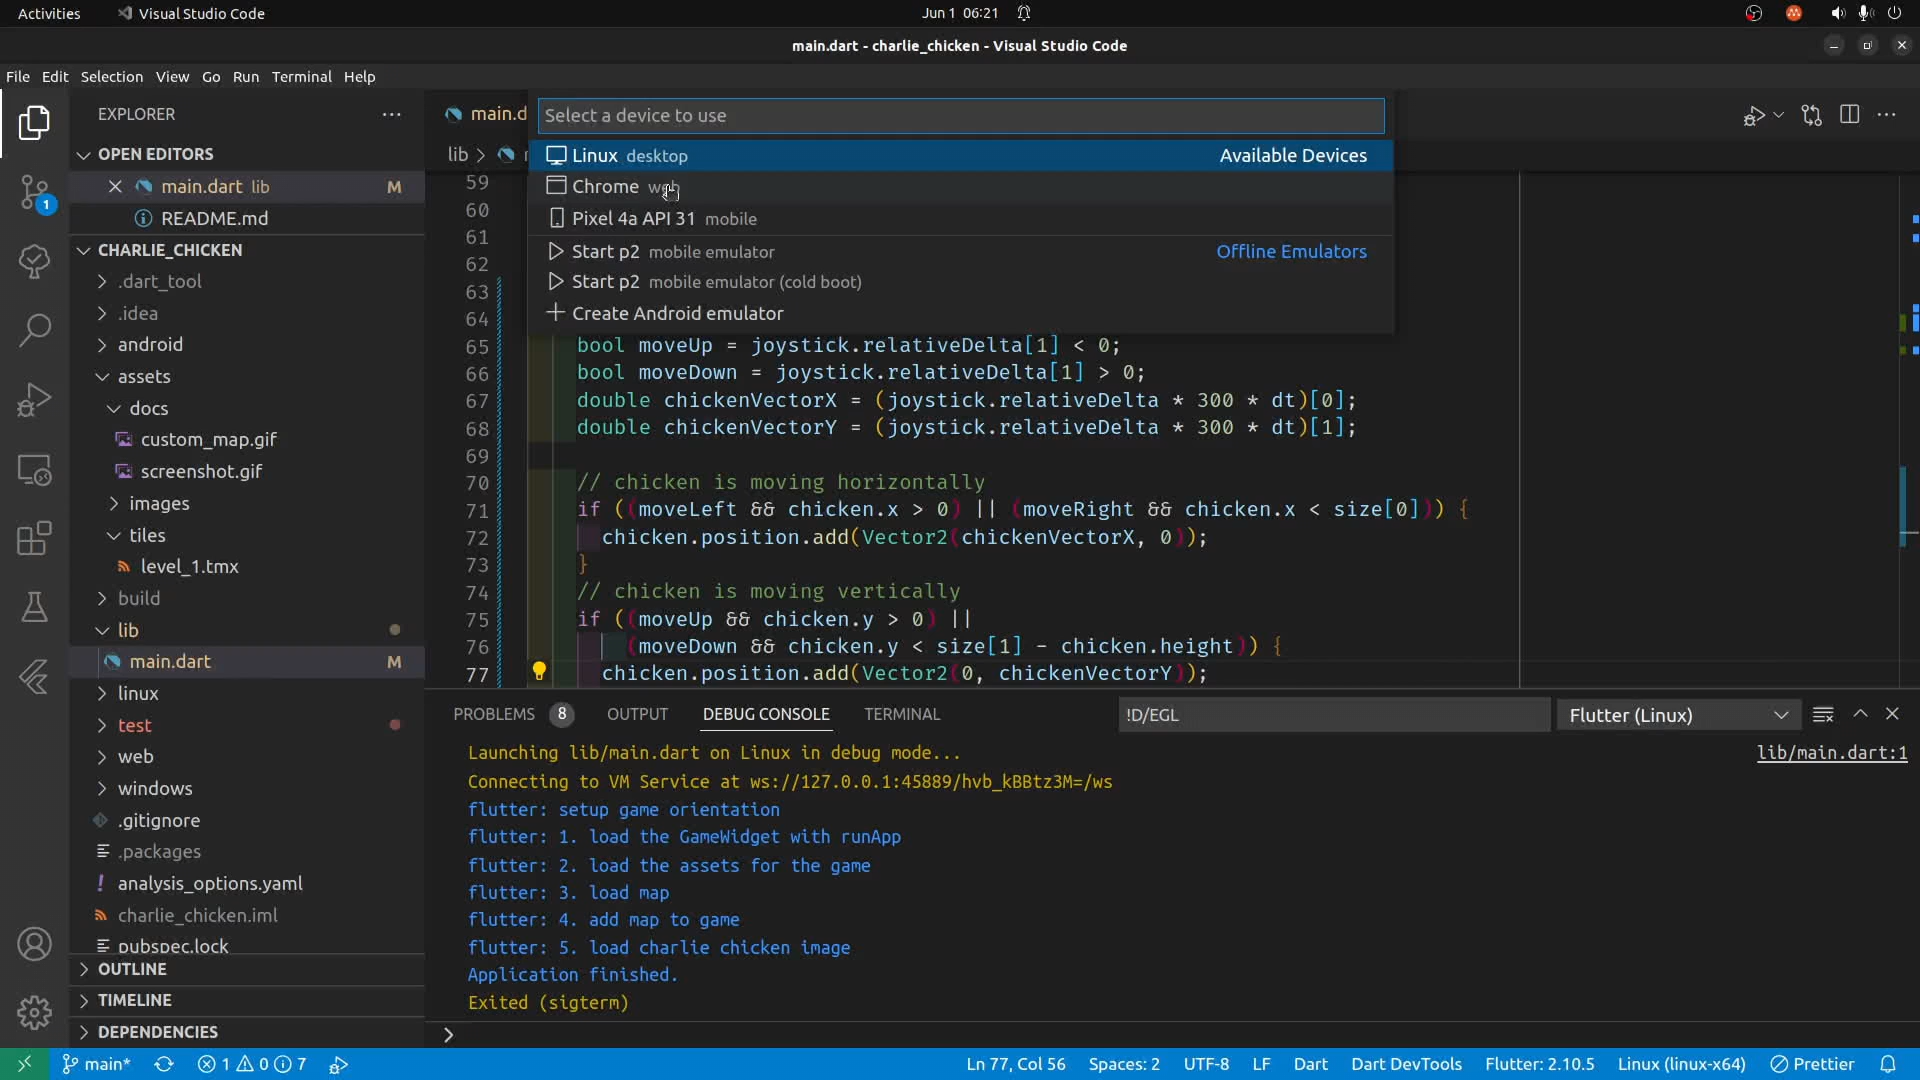 Activities
Visual Studio Code
Jun 1 06:21
main.dart - charlie_chicken - Visual Studio Code
File Edit Selection View Go Run Terminal Help
EXPLORER
OPEN EDITORS
main.dart lib M
README.md
1
CHARLIE_CHICKEN
.dart_tool
.idea
android
assets
docs
custom_map.gif
screenshot.gif
images
tiles
level_1.tmx
build
lib
main.dart M
linux
test
web
windows
.gitignore
.packages
analysis_options.yaml
charlie_chicken.iml
pubspec.lock
OUTLINE
TIMELINE
DEPENDENCIES
main.d
lib >
Select a device to use
Linux desktop Available Devices
Chrome web
Pixel 4a API 31 mobile
Start p2 mobile emulator Offline Emulators
Start p2 mobile emulator (cold boot)
Create Android emulator
59
60
61
62
63
64
65 bool moveUp = joystick.relativeDelta[1] < 0;
66 bool moveDown = joystick.relativeDelta[1] > 0;
67 double chickenVectorX = (joystick.relativeDelta * 300 * dt)[0];
68 double chickenVectorY = (joystick.relativeDelta * 300 * dt)[1];
69
70 // chicken is moving horizontally
71 if ((moveLeft && chicken.x > 0) || (moveRight && chicken.x < size[0])) {
72 chicken.position.add(Vector2(chickenVectorX, 0));
73 }
74 // chicken is moving vertically
75 if ((moveUp && chicken.y > 0) ||
76 (moveDown && chicken.y < size[1] - chicken.height)) {
77 chicken.position.add(Vector2(0, chickenVectorY));
PROBLEMS 8 OUTPUT DEBUG CONSOLE TERMINAL
!D/EGL
Flutter (Linux)
Launching lib/main.dart on Linux in debug mode...
lib/main.dart:1
Connecting to VM Service at ws://127.0.0.1:45889/hvb_kBBtz3M=/ws
flutter: setup game orientation
flutter: 1. load the GameWidget with runApp
flutter: 2. load the assets for the game
flutter: 3. load map
flutter: 4. add map to game
flutter: 5. load charlie chicken image
Application finished.
Exited (sigterm)
main* 1 0 7 Ln 77, Col 56 Spaces: 2 UTF-8 LF Dart Dart DevTools Flutter: 2.10.5 Linux (linux-x64) Prettier